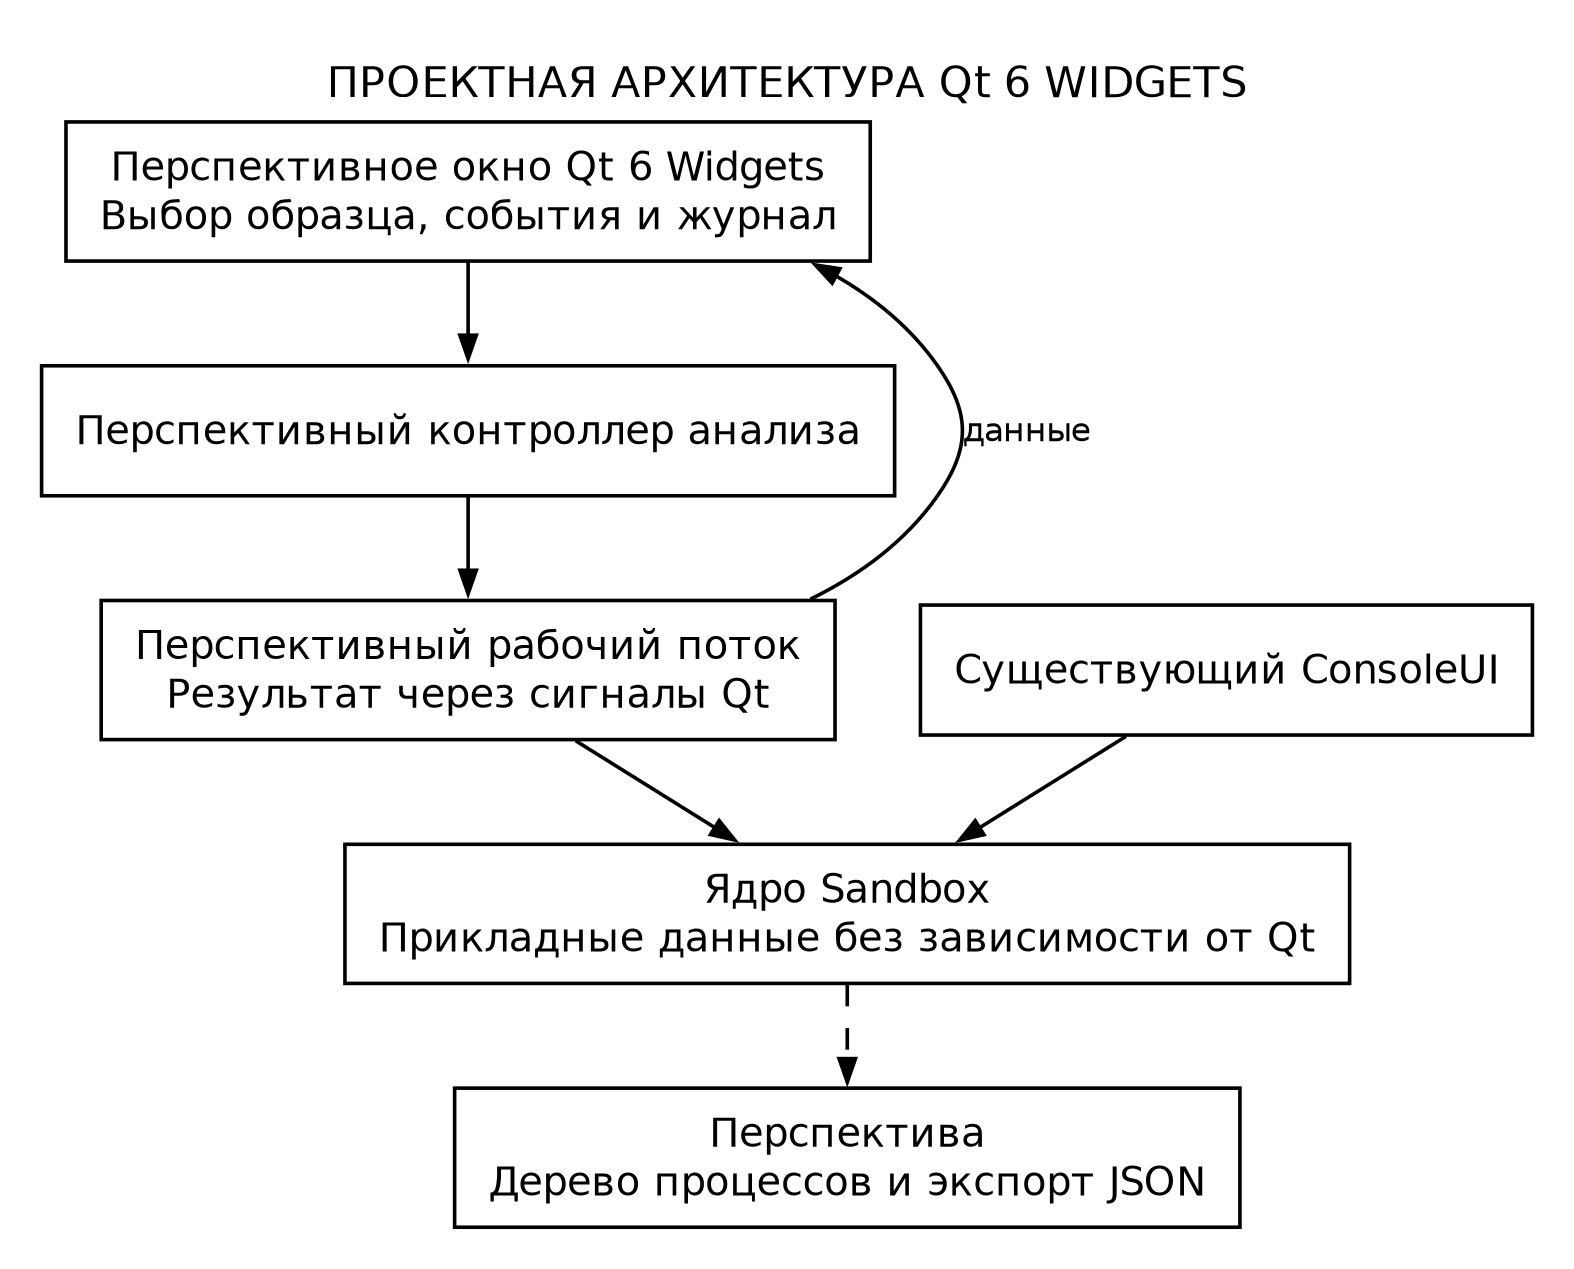 ПРОЕКТНАЯ АРХИТЕКТУРА Qt 6 WIDGETS
Перспективное окно Qt 6 Widgets
Выбор образца, события и журнал
Перспективный контроллер анализа
данные
Перспективный рабочий поток
Результат через сигналы Qt
Существующий ConsoleUI
Ядро Sandbox
Прикладные данные без зависимости от Qt
Перспектива
Дерево процессов и экспорт JSON